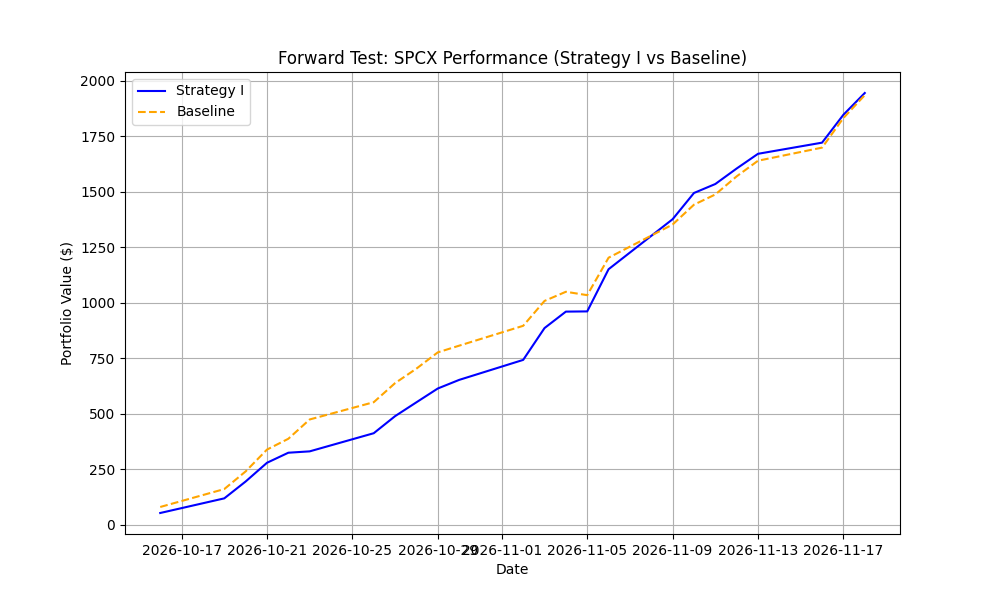 Forward Test: SPCX Performance (Strategy I vs Baseline)
Strategy I
Baseline
Portfolio Value ($)
2000
1750
1500
1250
1000
750
500
250
0
2026-10-17 2026-10-21 2026-10-25 2026-10-29 2026-11-01 2026-11-05 2026-11-09 2026-11-13 2026-11-17
Date